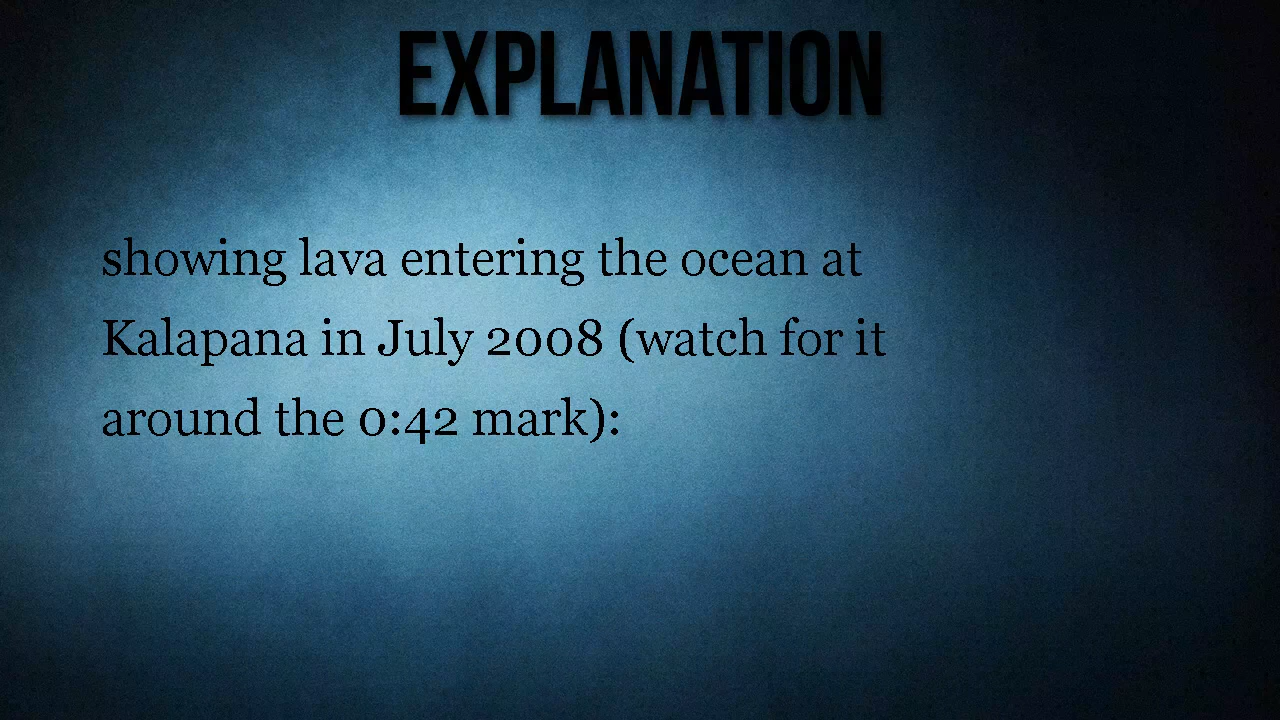 EXPLANATION
showing lava entering the ocean at
Kalapana in July 2008 (watch for it
around the 0:42 mark):